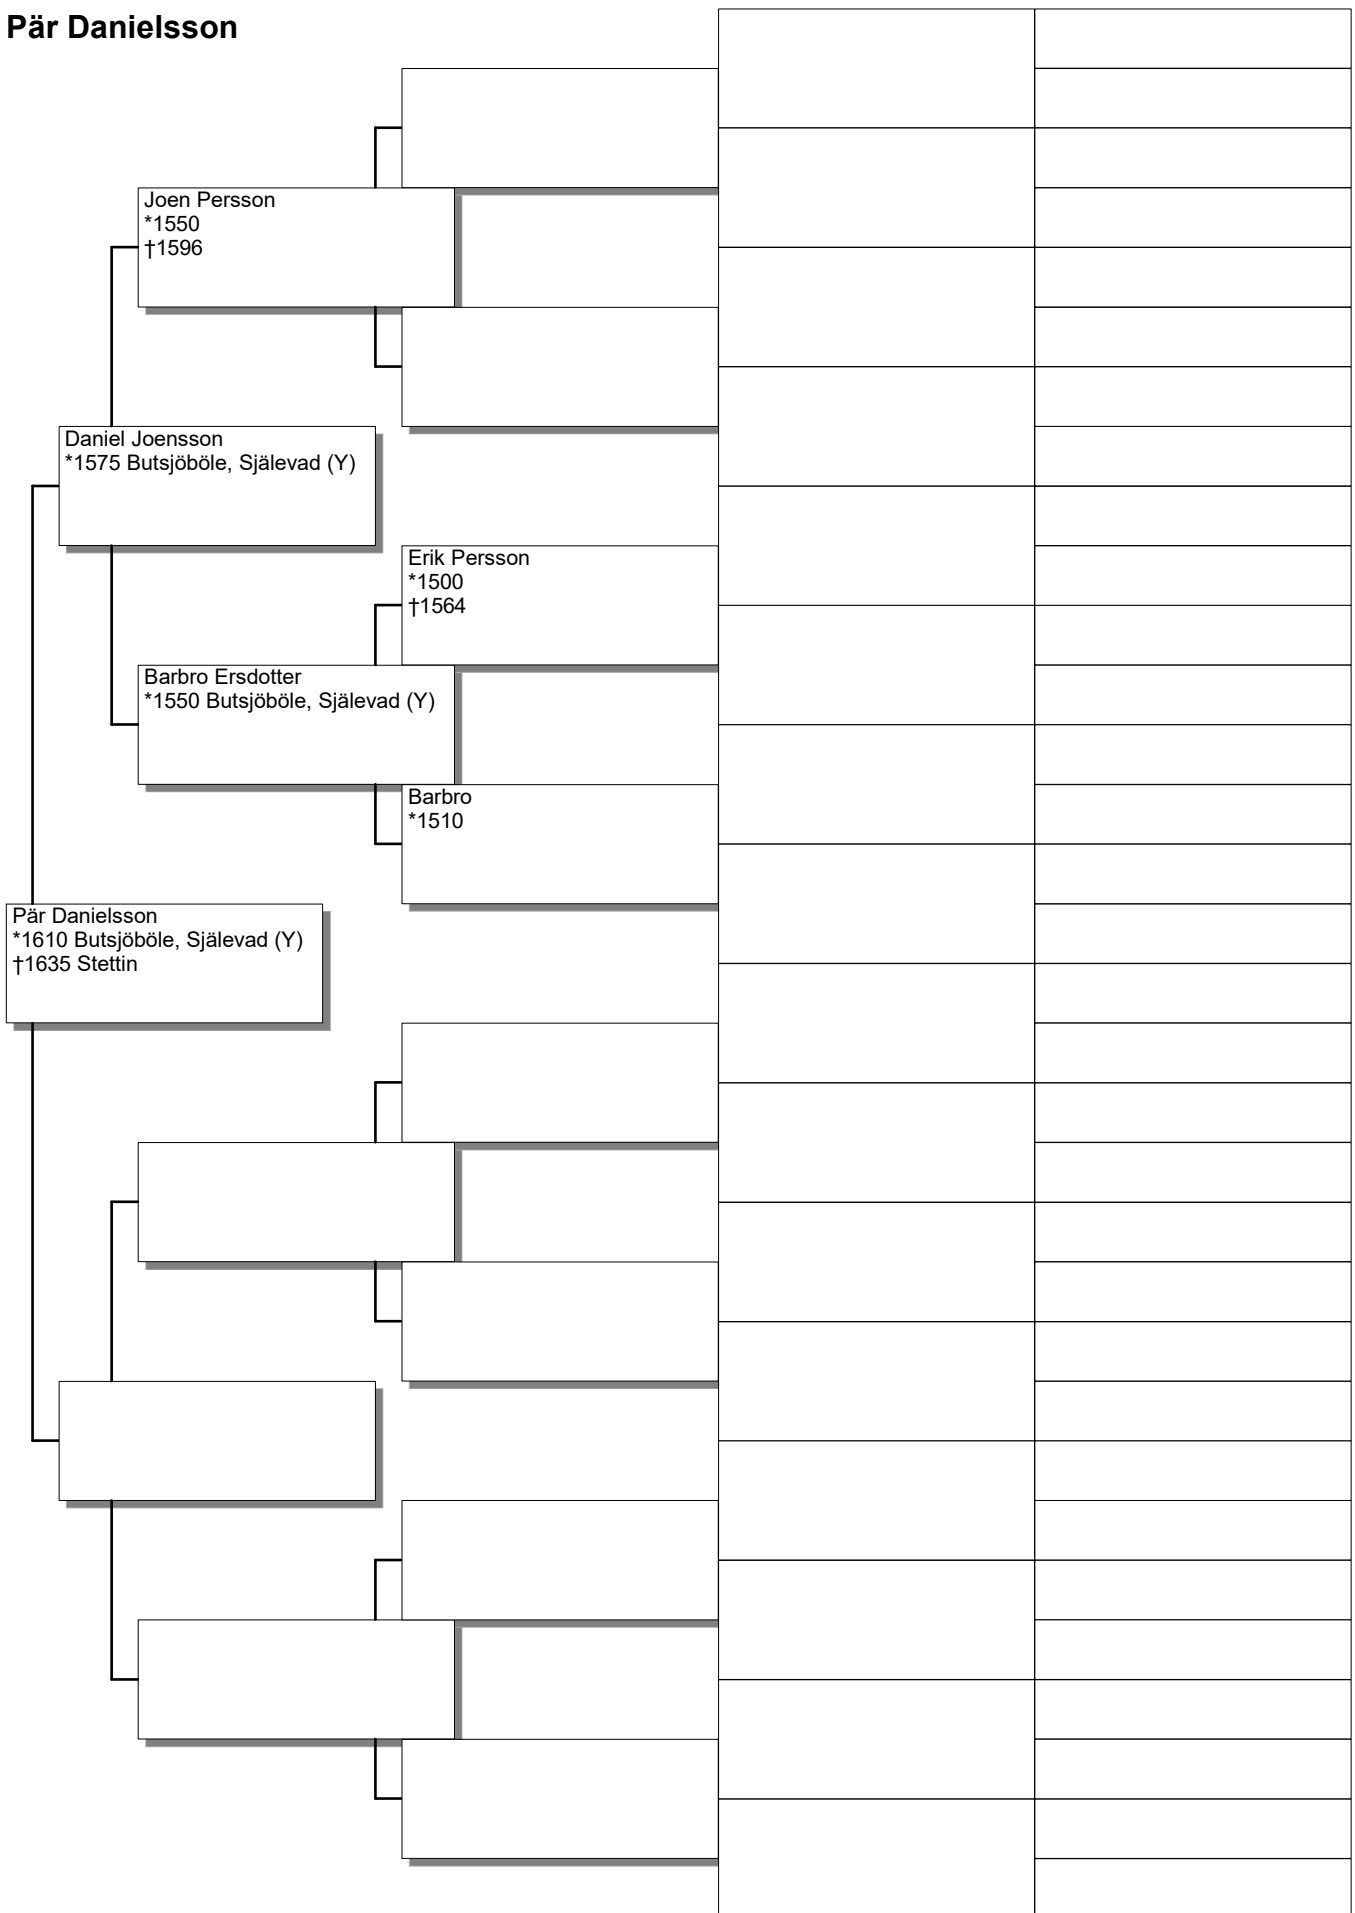 Pär Danielsson
Joen Persson
*1550
†1596
Daniel Joensson
*1575 Butsjöböle, Själevad (Y)
Erik Persson
*1500
†1564
Barbro Ersdotter
*1550 Butsjöböle, Själevad (Y)
Barbro
*1510
Pär Danielsson
*1610 Butsjöböle, Själevad (Y)
†1635 Stettin